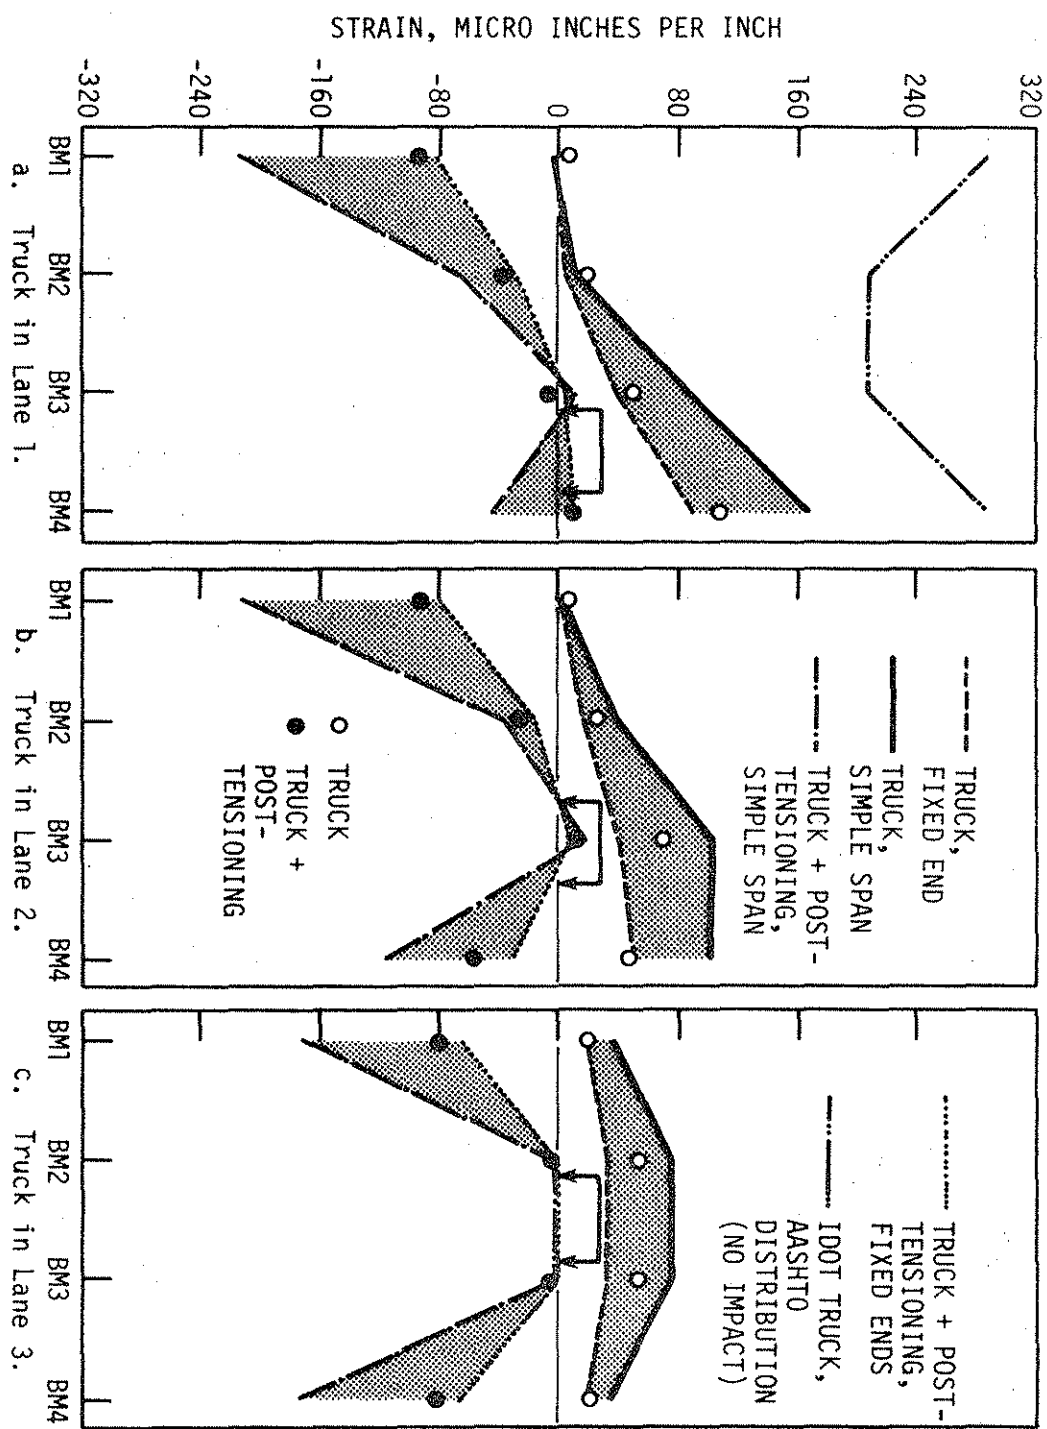 STRAIN, MICRO INCHES PER INCH
320
240
160
80
0
-80
-160
-240
-320
BM1 BM2 BM3 BM4
a. Truck in Lane 1.
TRUCK,
FIXED END
TRUCK,
SIMPLE SPAN
TRUCK + POST-
TENSIONING,
SIMPLE SPAN
TRUCK
TRUCK +
POST-
TENSIONING
BM1 BM2 BM3 BM4
b. Truck in Lane 2.
TRUCK + POST-
TENSIONING,
FIXED ENDS
IDOT TRUCK,
AASHTO
DISTRIBUTION
(NO IMPACT)
BM1 BM2 BM3 BM4
c. Truck in Lane 3.